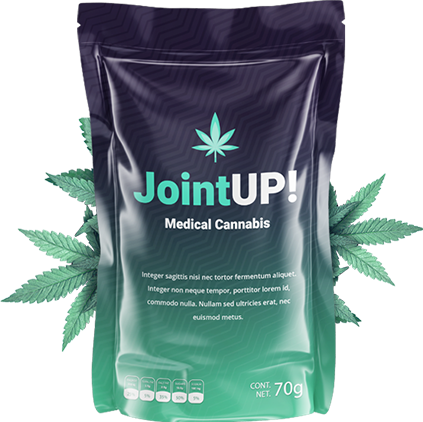 JointUP!
Medical Cannabis
Integer sagittis nisi nec tortor fermentum aliquet.
Integer non neque tempor, porttitor lorem id,
commodo nulla. Nullam sed ultricies erat, nec
euismod metus.
CONT.
NET. 70g